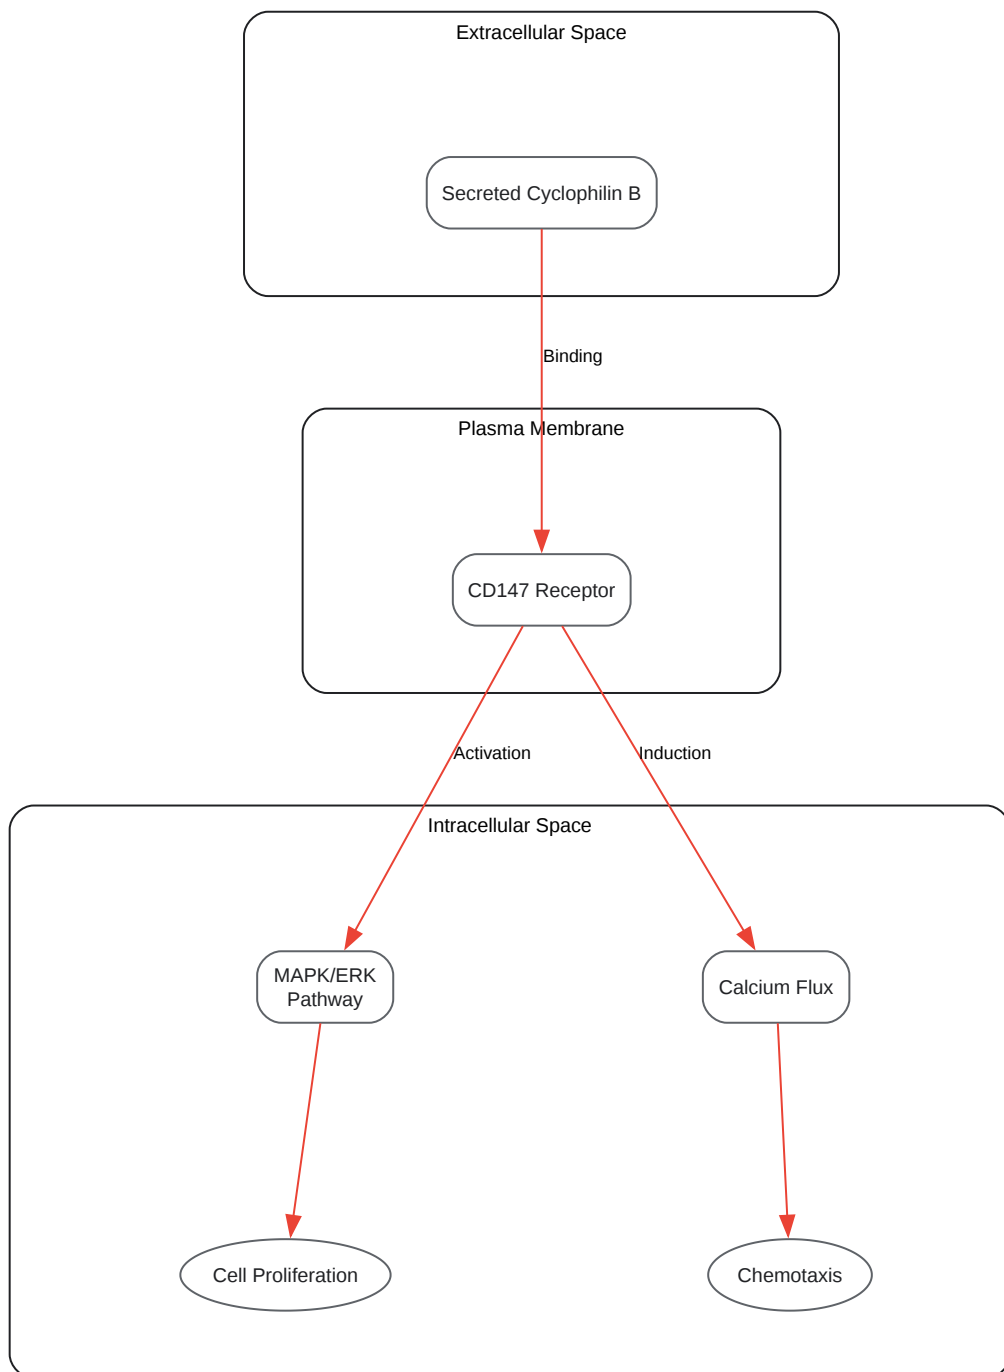 Extracellular Space
Secreted Cyclophilin B
Binding
Plasma Membrane
CD147 Receptor
Activation
Induction
Intracellular Space
MAPK/ERK
Pathway
Calcium Flux
Cell Proliferation
Chemotaxis